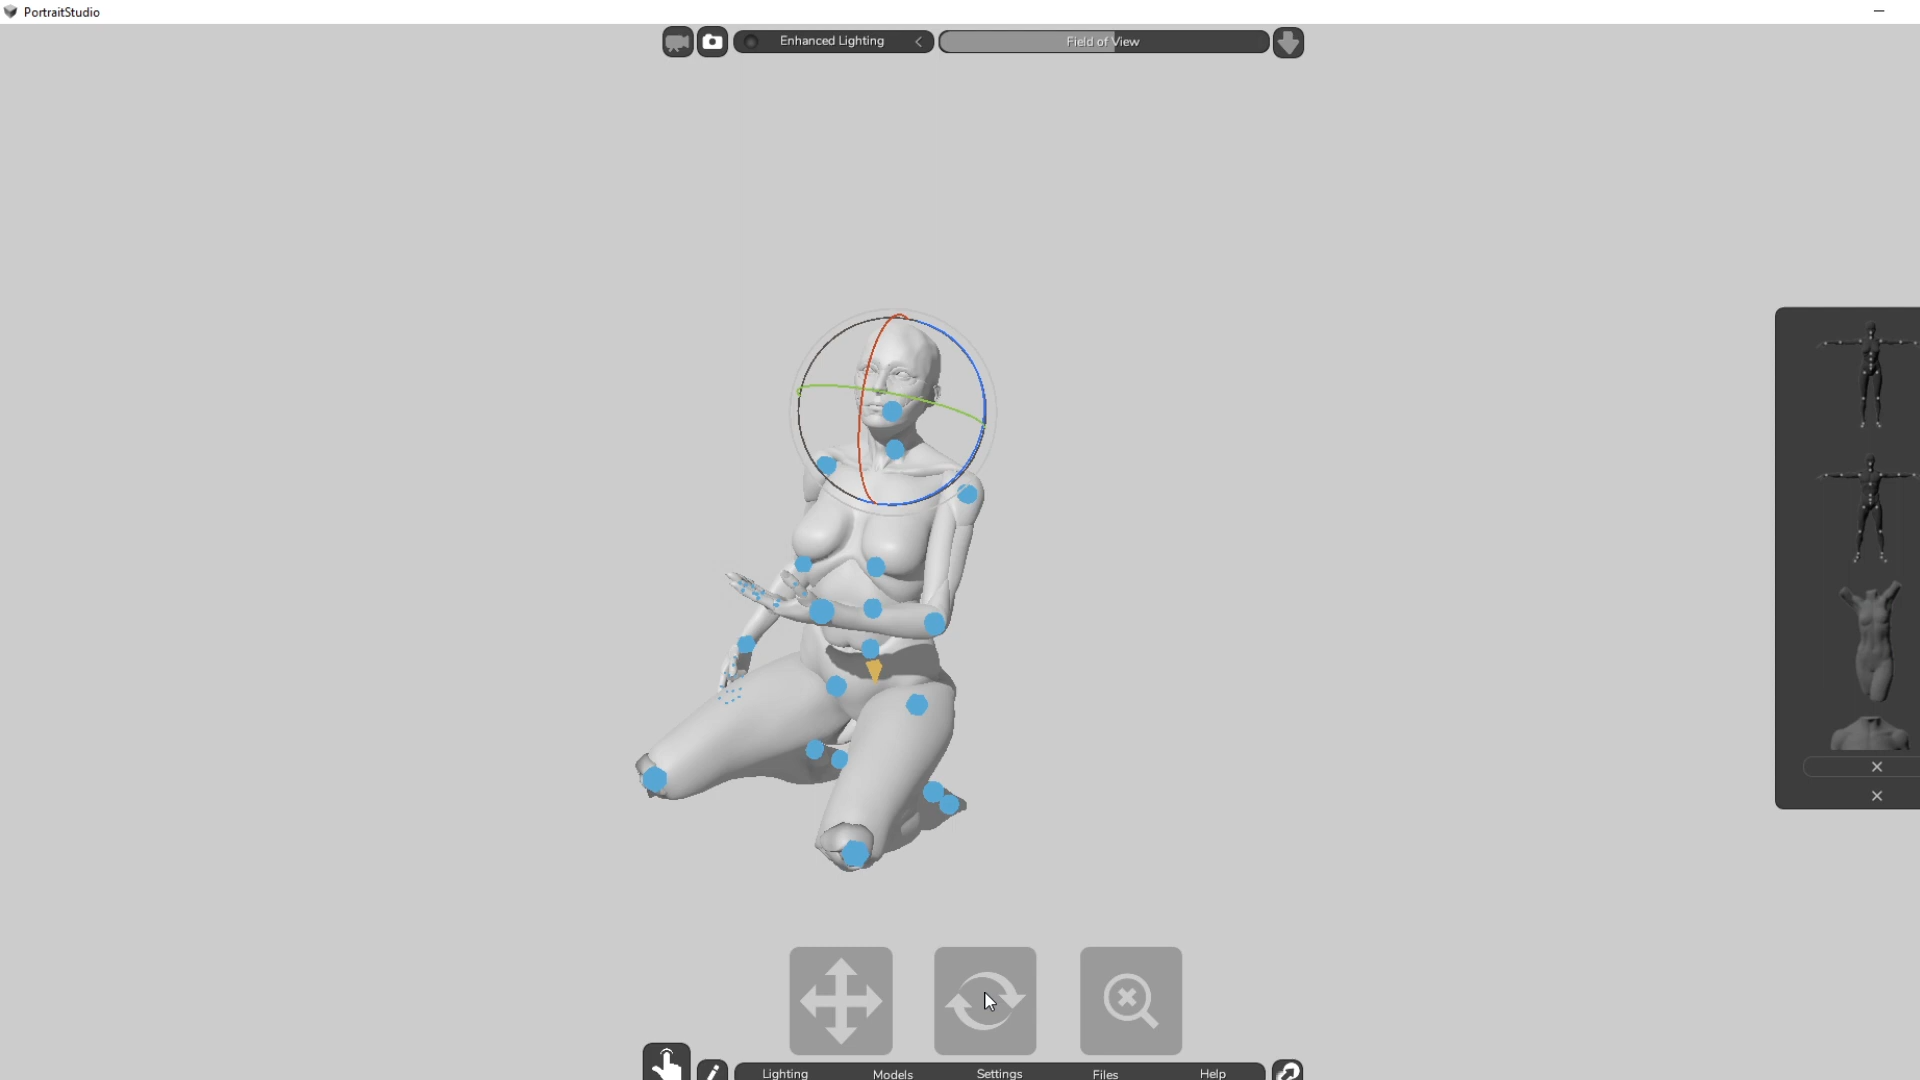 PortraitStudio
Enhanced Lighting
Field of View
Lighting
Models
Settings
Files
Help